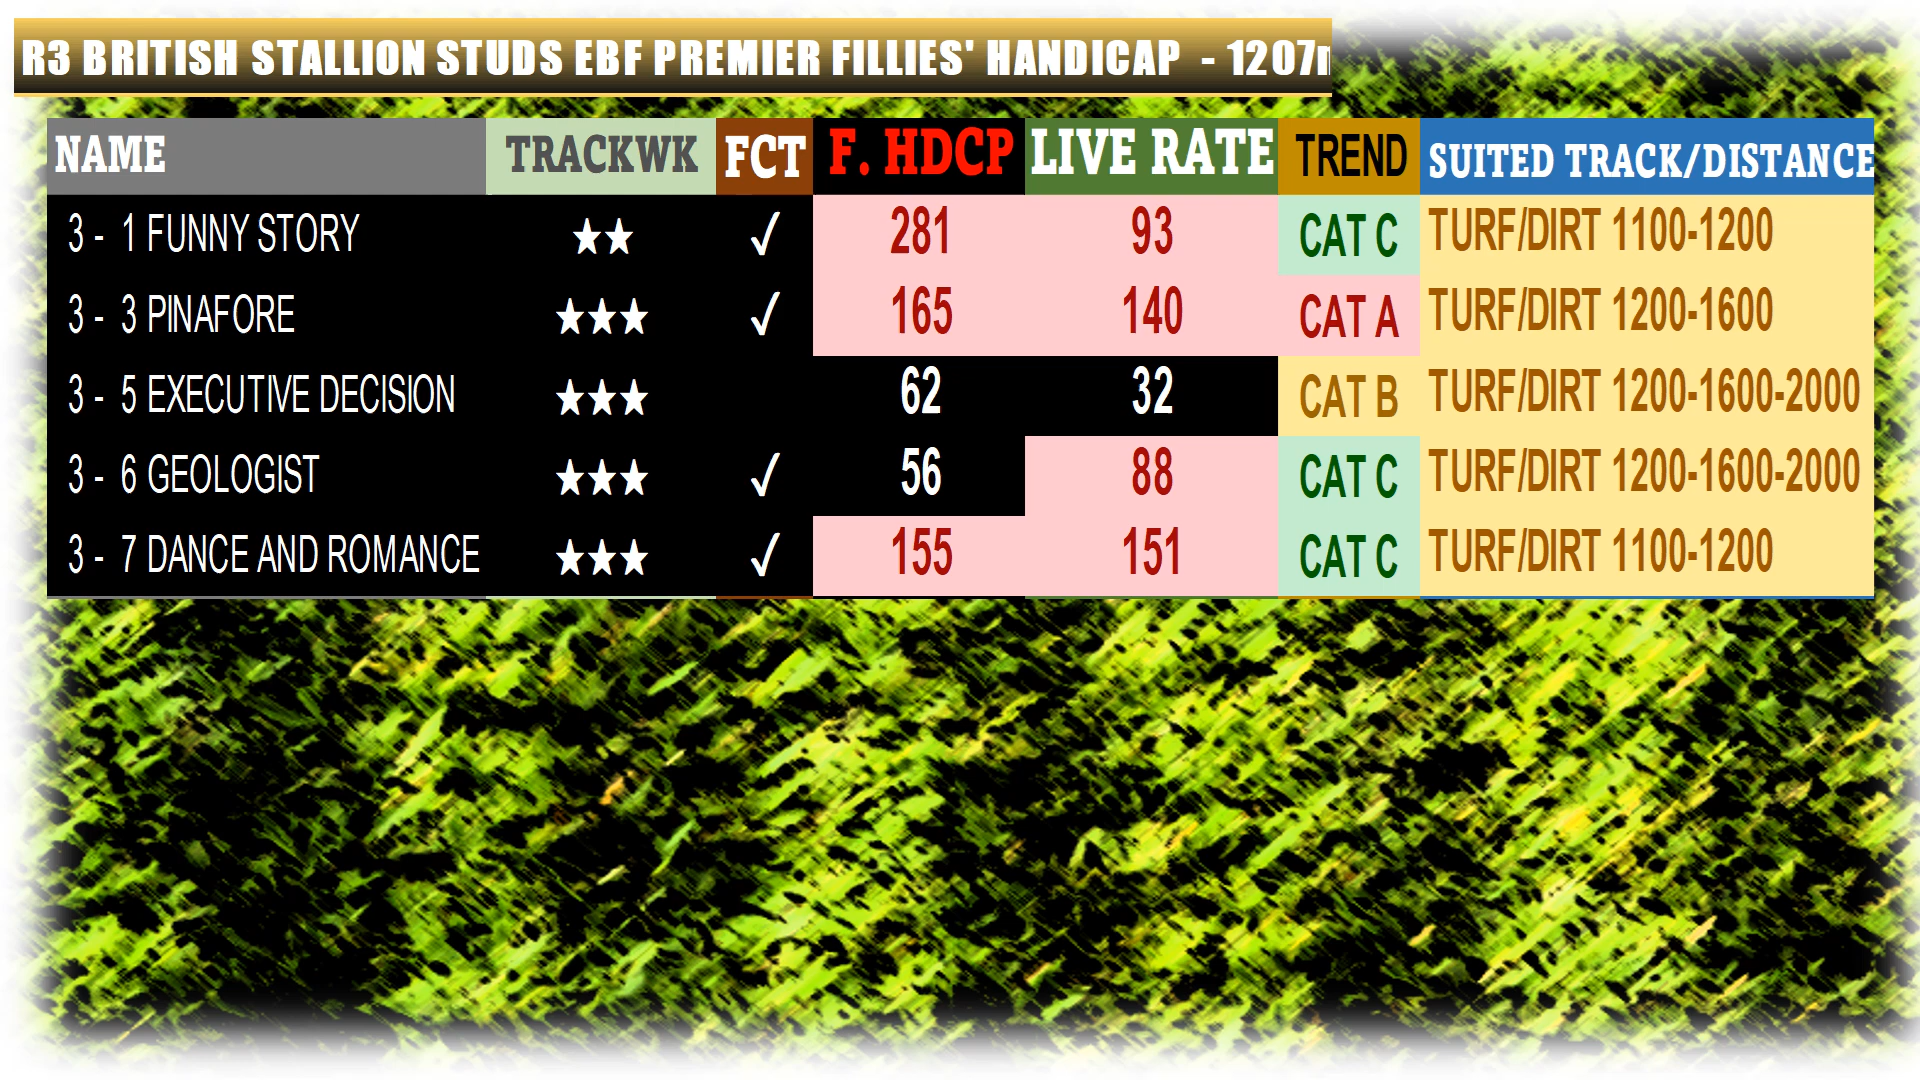 R3 BRITISH STALLION STUDS EBF PREMIER FILLIES' HANDICAP - 1207m
NAME TRACKWK FCT F. HDCP LIVE RATE TREND SUITED TRACK/DISTANCE
3 - 1 FUNNY STORY ★★ ✓ 281 93 CAT C TURF/DIRT 1100-1200
3 - 3 PINAFORE ★★★ ✓ 165 140 CAT A TURF/DIRT 1200-1600
3 - 5 EXECUTIVE DECISION ★★★ 62 32 CAT B TURF/DIRT 1200-1600-2000
3 - 6 GEOLOGIST ★★★ ✓ 56 88 CAT C TURF/DIRT 1200-1600-2000
3 - 7 DANCE AND ROMANCE ★★★ ✓ 155 151 CAT C TURF/DIRT 1100-1200